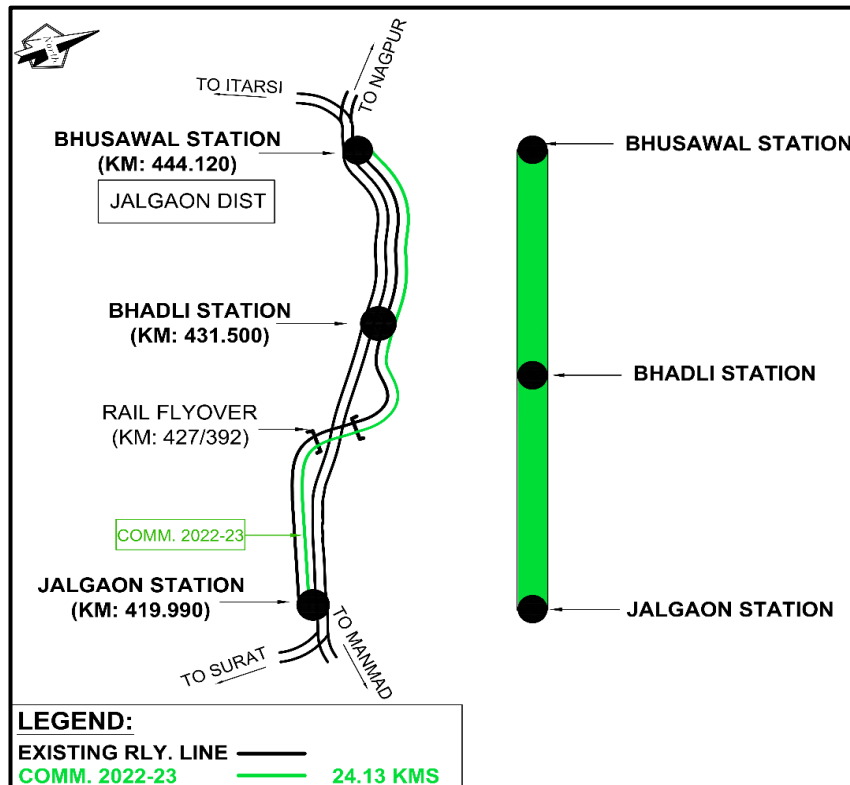 North
TO NAGPUR
TO ITARSI
BHUSAWAL STATION
(KM: 444.120)
JALGAON DIST
BHUSAWAL STATION
BHADLI STATION
(KM: 431.500)
BHADLI STATION
RAIL FLYOVER
(KM: 427/392)
COMM. 2022-23
JALGAON STATION
(KM: 419.990)
JALGAON STATION
TO SURAT
TO MANMAD
LEGEND:
EXISTING RLY. LINE
COMM. 2022-23 24.13 KMS